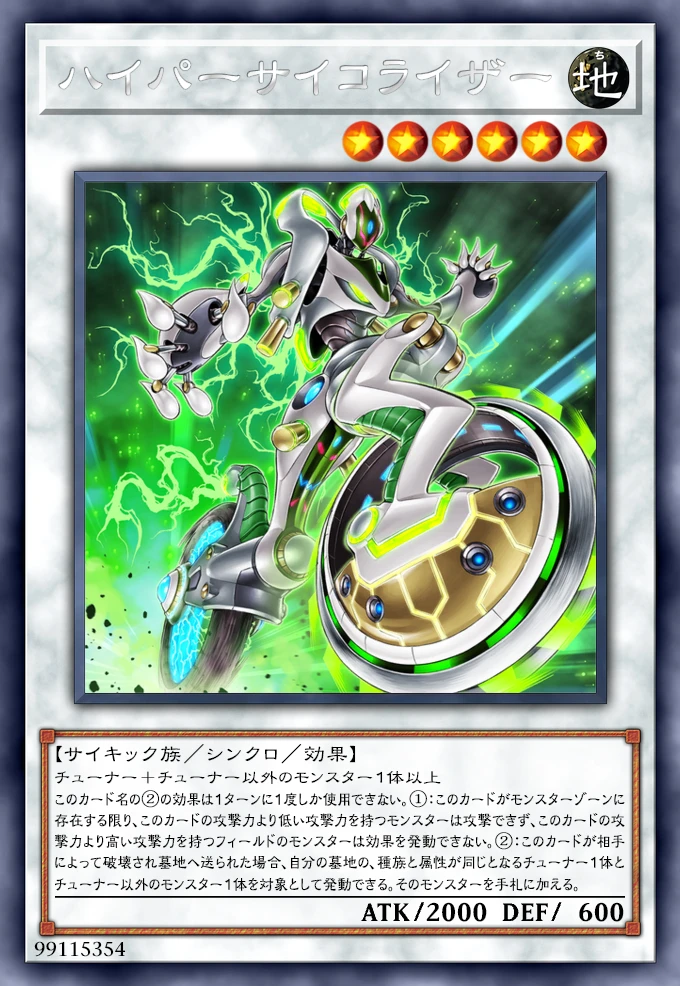 ハイパーサイコライザー
ち
地
【サイキック族／シンクロ／効果】
チューナー＋チューナー以外のモンスター1体以上
このカード名の②の効果は1ターンに1度しか使用できない。①：このカードがモンスターゾーンに
存在する限り、このカードの攻撃力より低い攻撃力を持つモンスターは攻撃できず、このカードの攻
撃力より高い攻撃力を持つフィールドのモンスターは効果を発動できない。②：このカードが相手
によって破壊され墓地へ送られた場合、自分の墓地の、種族と属性が同じとなるチューナー1体と
チューナー以外のモンスター1体を対象として発動できる。そのモンスターを手札に加える。
ATK/2000 DEF/ 600
99115354